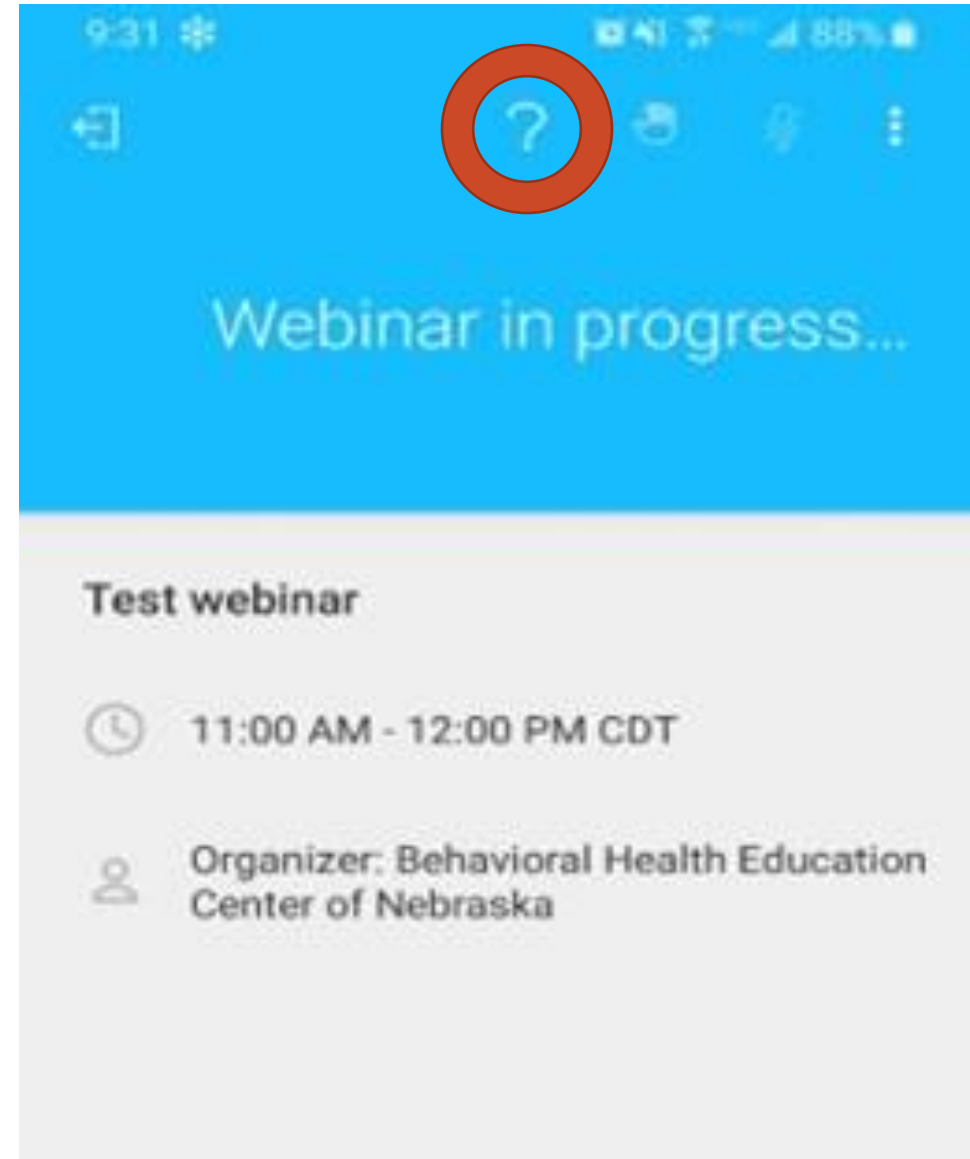 9:31
88%
?
Webinar in progress...
Test webinar
11:00 AM - 12:00 PM CDT
Organizer: Behavioral Health Education
Center of Nebraska